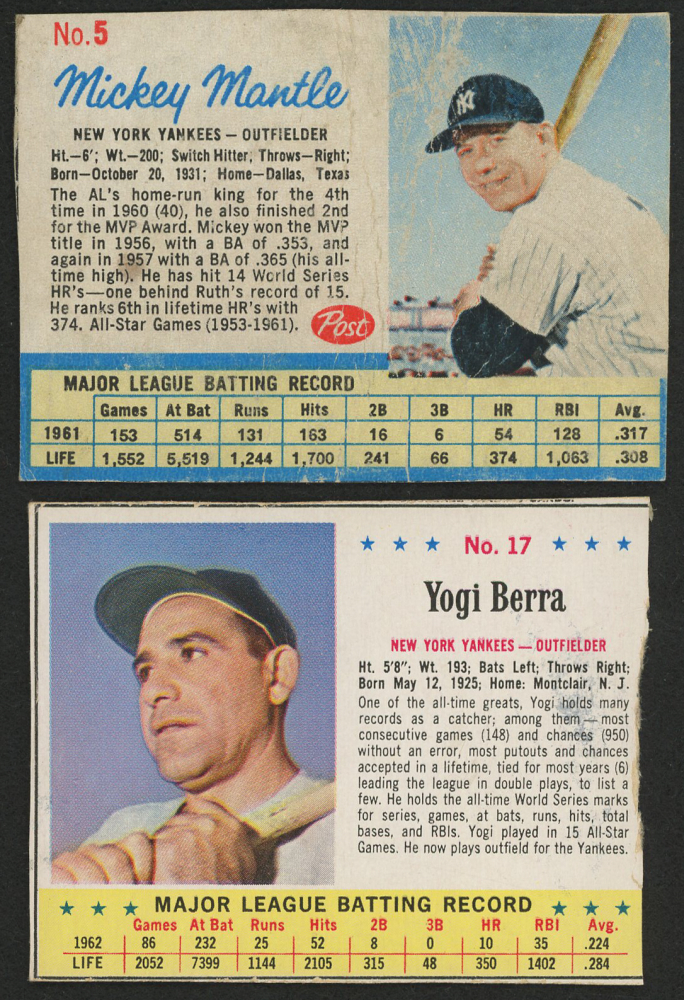 No.5
Mickey Mantle
NEW YORK YANKEES — OUTFIELDER
Ht.—6'; Wt.—200; Switch Hitter, Throws—Right;
Born—October 20, 1931; Home—Dallas, Texas
The AL's home-run king for the 4th
time in 1960 (40), he also finished 2nd
for the MVP Award. Mickey won the MVP
title in 1956, with a BA of .353, and
again in 1957 with a BA of .365 (his all-
time high). He has hit 14 World Series
HR's—one behind Ruth's record of 15.
He ranks 6th in lifetime HR's with
374. All-Star Games (1953-1961).
Post
NY
MAJOR LEAGUE BATTING RECORD
Games At Bat Runs Hits 2B 3B HR RBI Avg.
1961 153 514 131 163 16 6 54 128 .317
LIFE 1,552 5,519 1,244 1,700 241 66 374 1,063 .308
No. 17
Yogi Berra
NEW YORK YANKEES — OUTFIELDER
Ht. 5'8"; Wt. 193; Bats Left; Throws Right;
Born May 12, 1925; Home: Montclair, N. J.
One of the all-time greats, Yogi holds many
records as a catcher; among them — most
consecutive games (148) and chances (950)
without an error, most putouts and chances
accepted in a lifetime, tied for most years (6)
leading the league in double plays, to list a
few. He holds the all-time World Series marks
for series, games, at bats, runs, hits, total
bases, and RBIs. Yogi played in 15 All-Star
Games. He now plays outfield for the Yankees.
MAJOR LEAGUE BATTING RECORD
Games At Bat Runs Hits 2B 3B HR RBI Avg.
1962 86 232 25 52 8 0 10 35 .224
LIFE 2052 7399 1144 2105 315 48 350 1402 .284